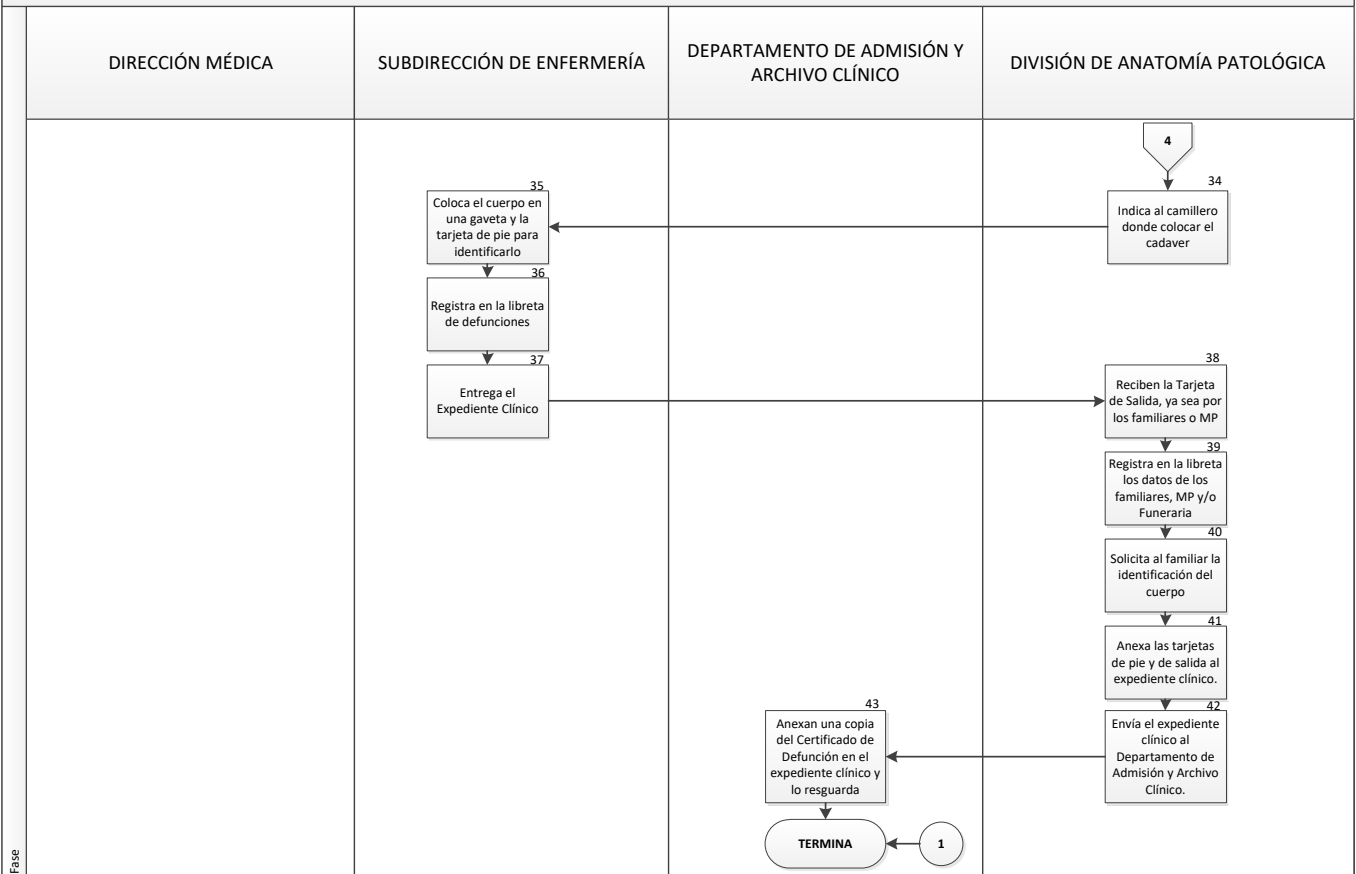 DIRECCIÓN MÉDICA
SUBDIRECCIÓN DE ENFERMERÍA
DEPARTAMENTO DE ADMISIÓN Y
ARCHIVO CLÍNICO
DIVISIÓN DE ANATOMÍA PATOLÓGICA
4
34
Indica al camillero
donde colocar el
cadaver
35
Coloca el cuerpo en
una gaveta y la
tarjeta de pie para
identificarlo
36
Registra en la libreta
de defunciones
37
Entrega el
Expediente Clínico
38
Reciben la Tarjeta
de Salida, ya sea por
los familiares o MP
39
Registra en la libreta
los datos de los
familiares, MP y/o
Funeraria
40
Solicita al familiar la
identificación del
cuerpo
41
Anexa las tarjetas
de pie y de salida al
expediente clínico.
42
Envía el expediente
clínico al
Departamento de
Admisión y Archivo
Clínico.
43
Anexan una copia
del Certificado de
Defunción en el
expediente clínico y
lo resguarda
TERMINA
1
Fase